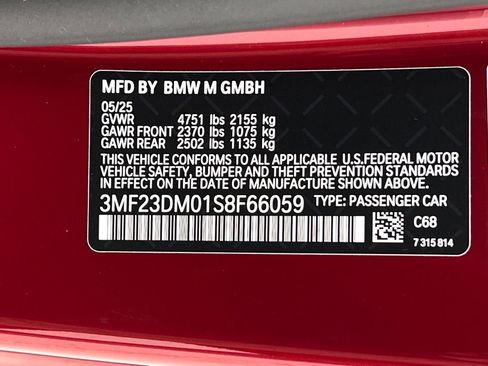 MFD BY BMW M GMBH
05/25
GVWR 4751 lbs 2155 kg
GAWR FRONT 2370 lbs 1075 kg
GAWR REAR 2502 lbs 1135 kg
THIS VEHICLE CONFORMS TO ALL APPLICABLE U.S.FEDERAL MOTOR
VEHICLE SAFETY, BUMPER AND THEFT PREVENTION STANDARDS
IN EFFECT ON THE DATE OF MANUFACTURE SHOWN ABOVE.
3MF23DM01S8F66059 TYPE: PASSENGER CAR
C68
7 315 814